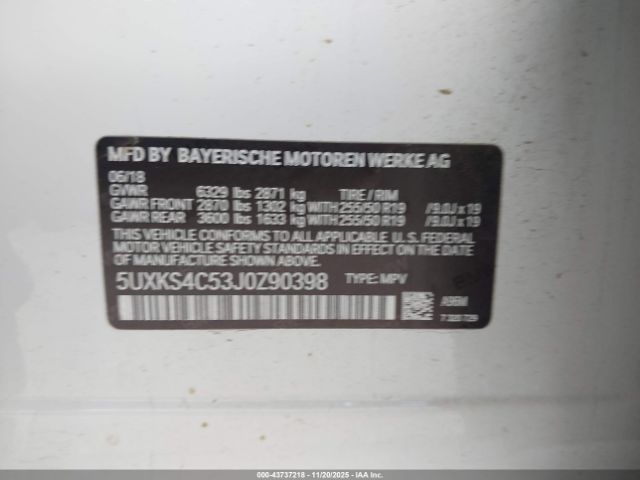 MFD BY BAYERISCHE MOTOREN WERKE AG
06/18
GVWR 6329 lbs 2871 kg TIRE / RIM
GAWR FRONT 2870 lbs 1302 kg WITH 255/50 R19 /9.0J x 19
GAWR REAR 3600 lbs 1633 kg WITH 255/50 R19 /9.0J x 19
THIS VEHICLE CONFORMS TO ALL APPLICABLE U.S. FEDERAL
MOTOR VEHICLE SAFETY STANDARDS IN EFFECT ON THE DATE
OF MANUFACTURE SHOWN ABOVE.
5UXKS4C53J0Z90398 TYPE: MPV
A96M
000-43737218 - 11/20/2025 - IAA Inc.